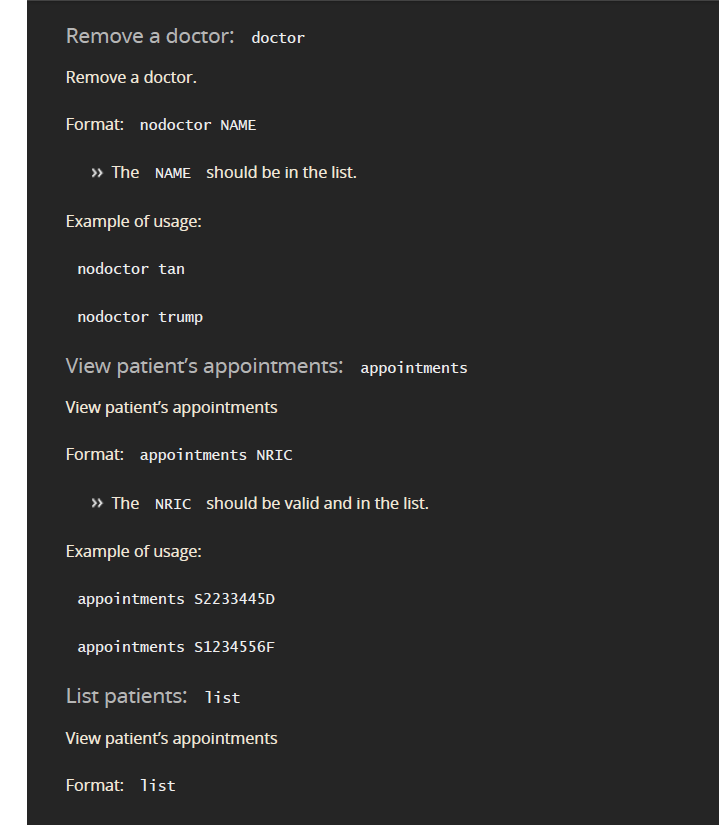 Remove a doctor: doctor
Remove a doctor.
Format: nodoctor NAME
» The NAME should be in the list.
Example of usage:
nodoctor tan
nodoctor trump
View patient’s appointments: appointments
View patient’s appointments
Format: appointments NRIC
» The NRIC should be valid and in the list.
Example of usage:
appointments S2233445D
appointments S1234556F
List patients: list
View patient’s appointments
Format: list